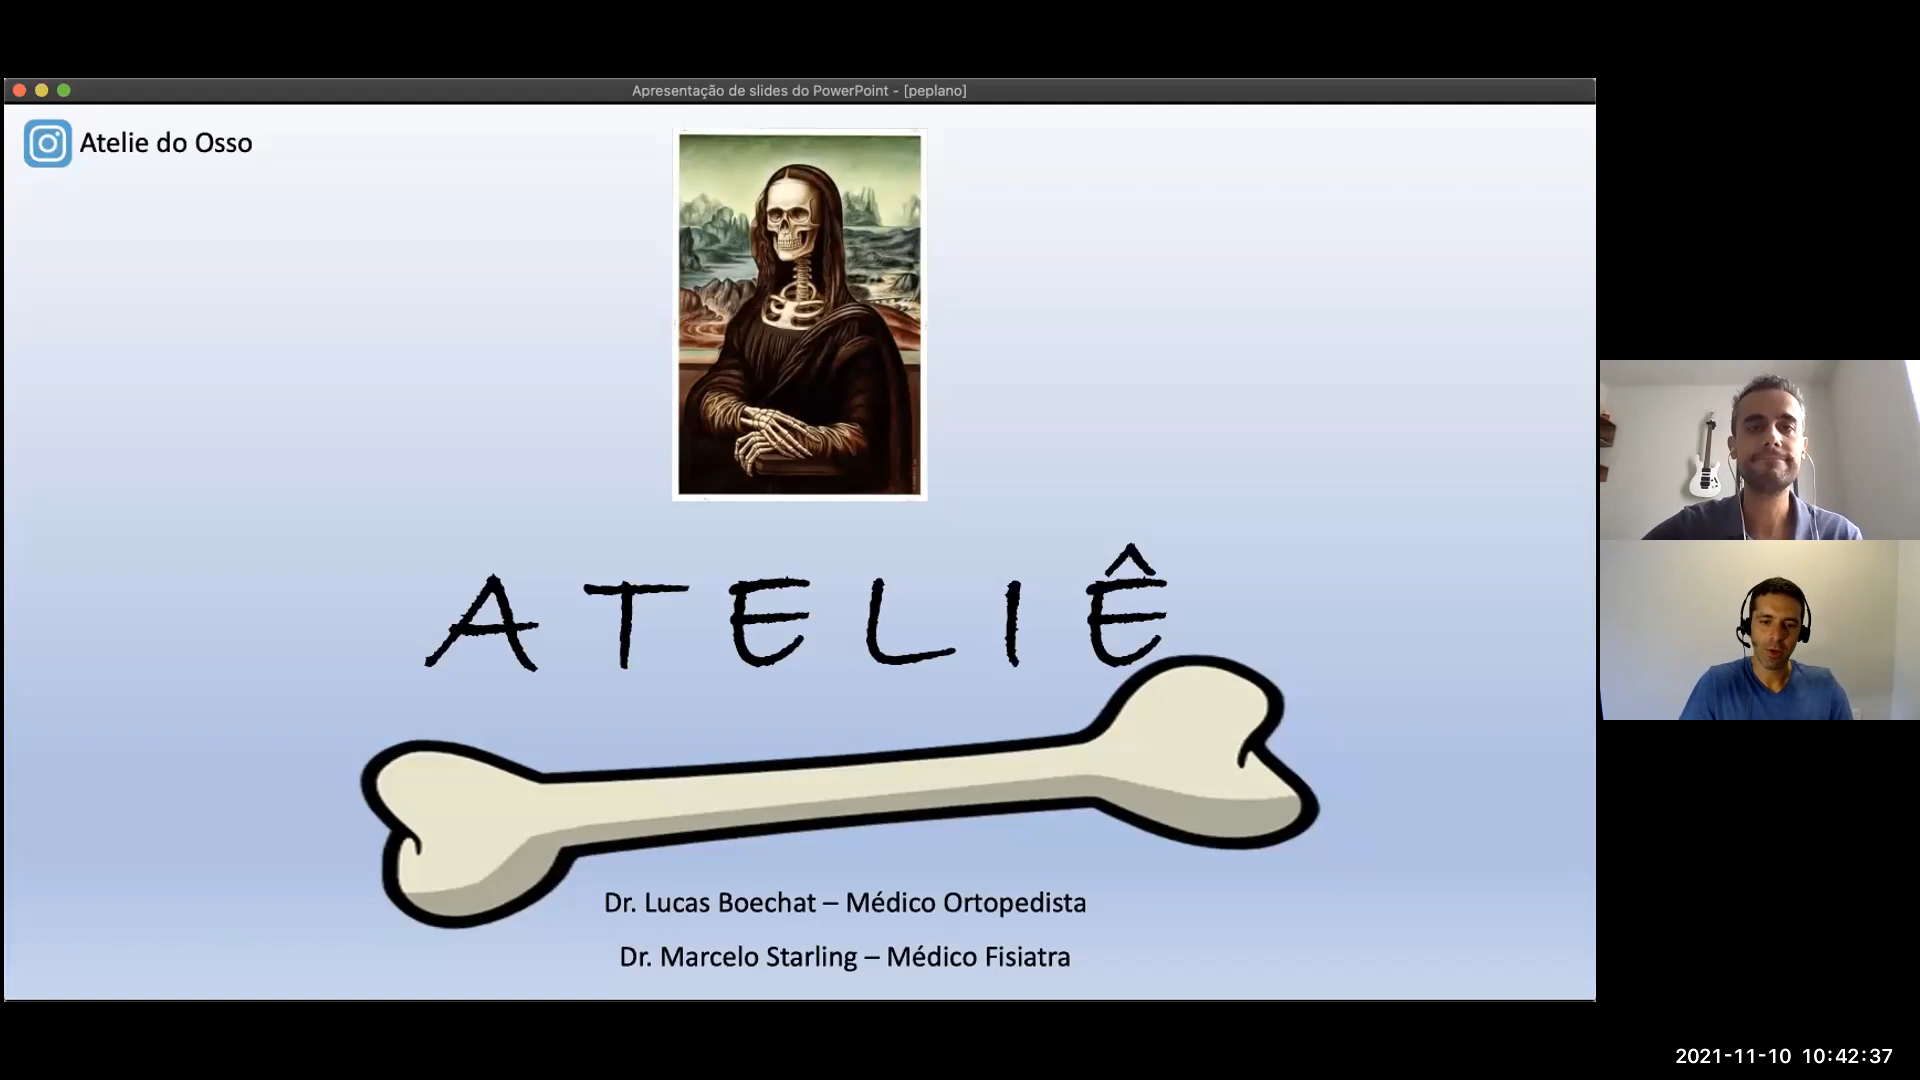 Apresentação de slides do PowerPoint - [peplano]
Atelie do Osso
ATELIÊ
Dr. Lucas Boechat – Médico Ortopedista
Dr. Marcelo Starling – Médico Fisiatra
2021-11-10 10:42:37